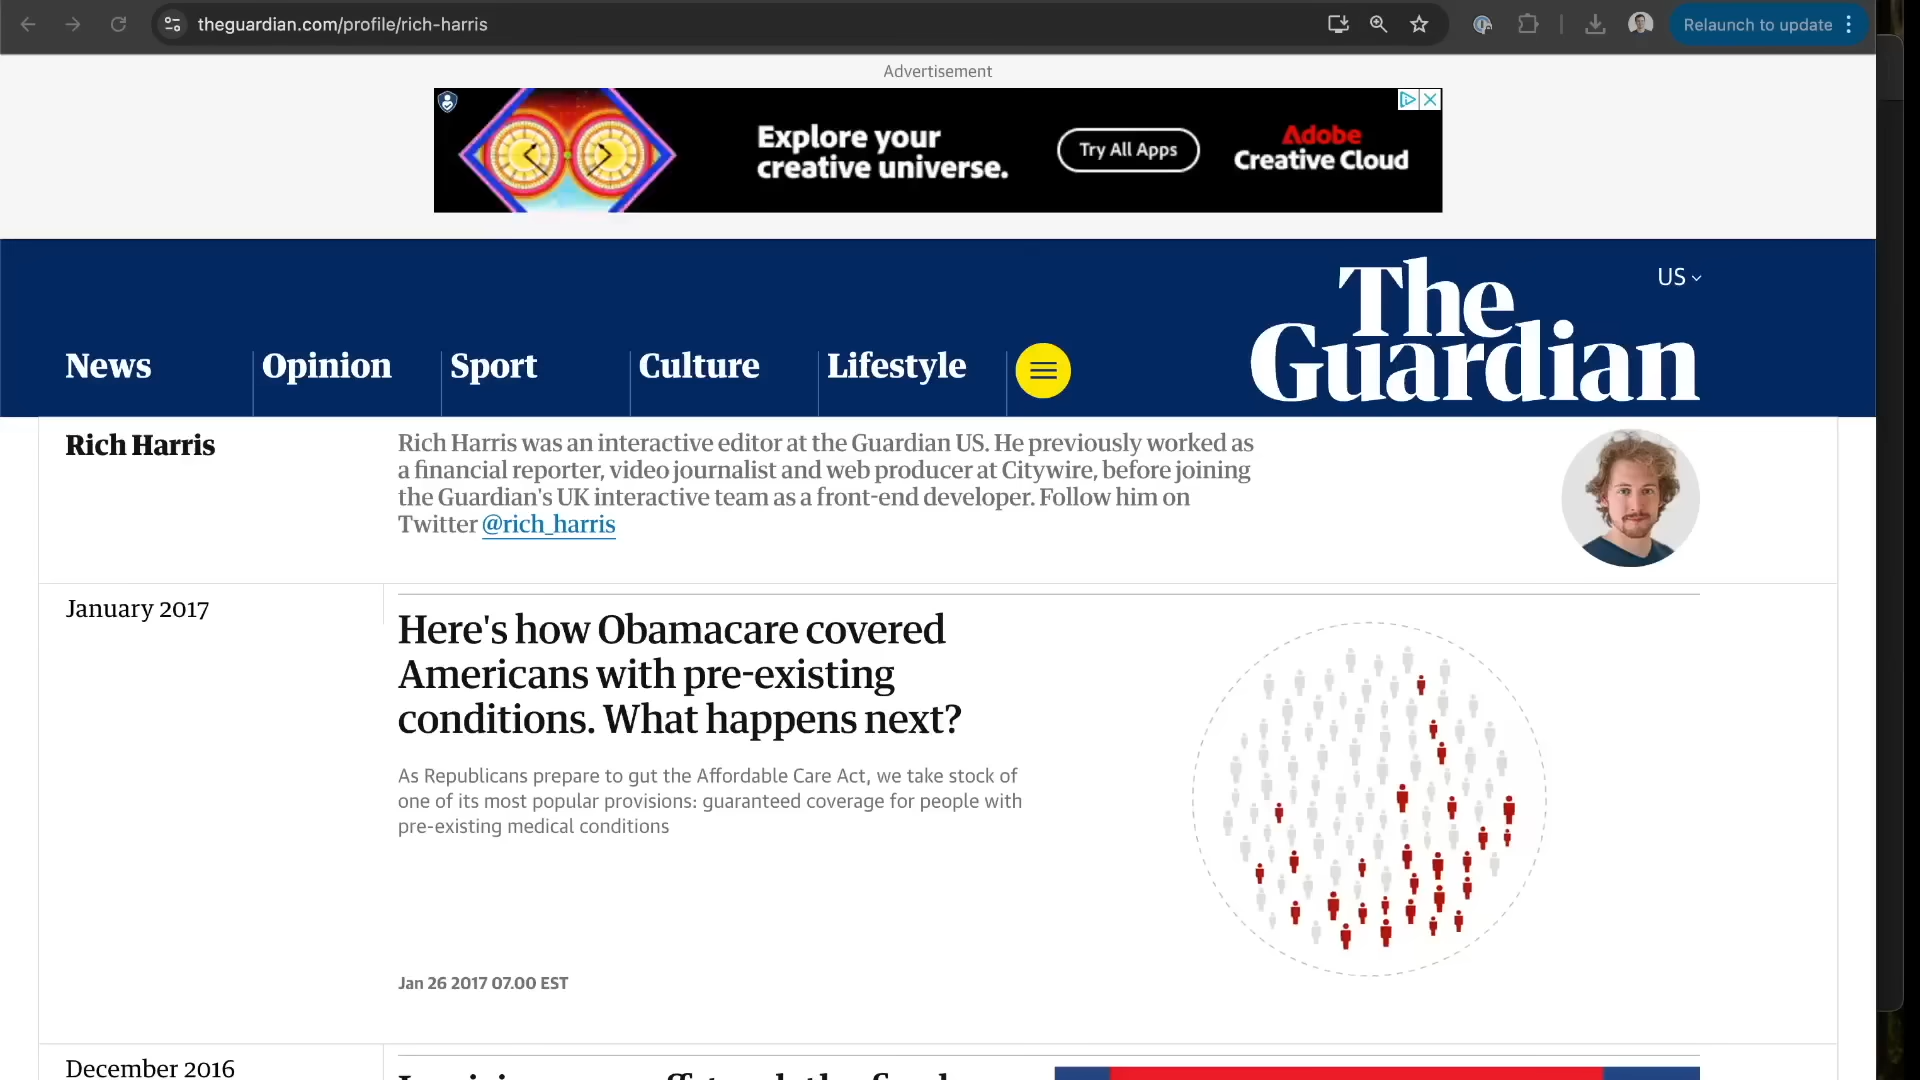 theguardian.com/profile/rich-harris
Relaunch to update
Advertisement
Explore your
creative universe.
Try All Apps
Adobe
Creative Cloud
US
The
Guardian
News
Opinion
Sport
Culture
Lifestyle
Rich Harris
Rich Harris was an interactive editor at the Guardian US. He previously worked as
a financial reporter, video journalist and web producer at Citywire, before joining
the Guardian's UK interactive team as a front-end developer. Follow him on
Twitter @rich_harris
January 2017
Here's how Obamacare covered
Americans with pre-existing
conditions. What happens next?
As Republicans prepare to gut the Affordable Care Act, we take stock of
one of its most popular provisions: guaranteed coverage for people with
pre-existing medical conditions
Jan 26 2017 07.00 EST
December 2016